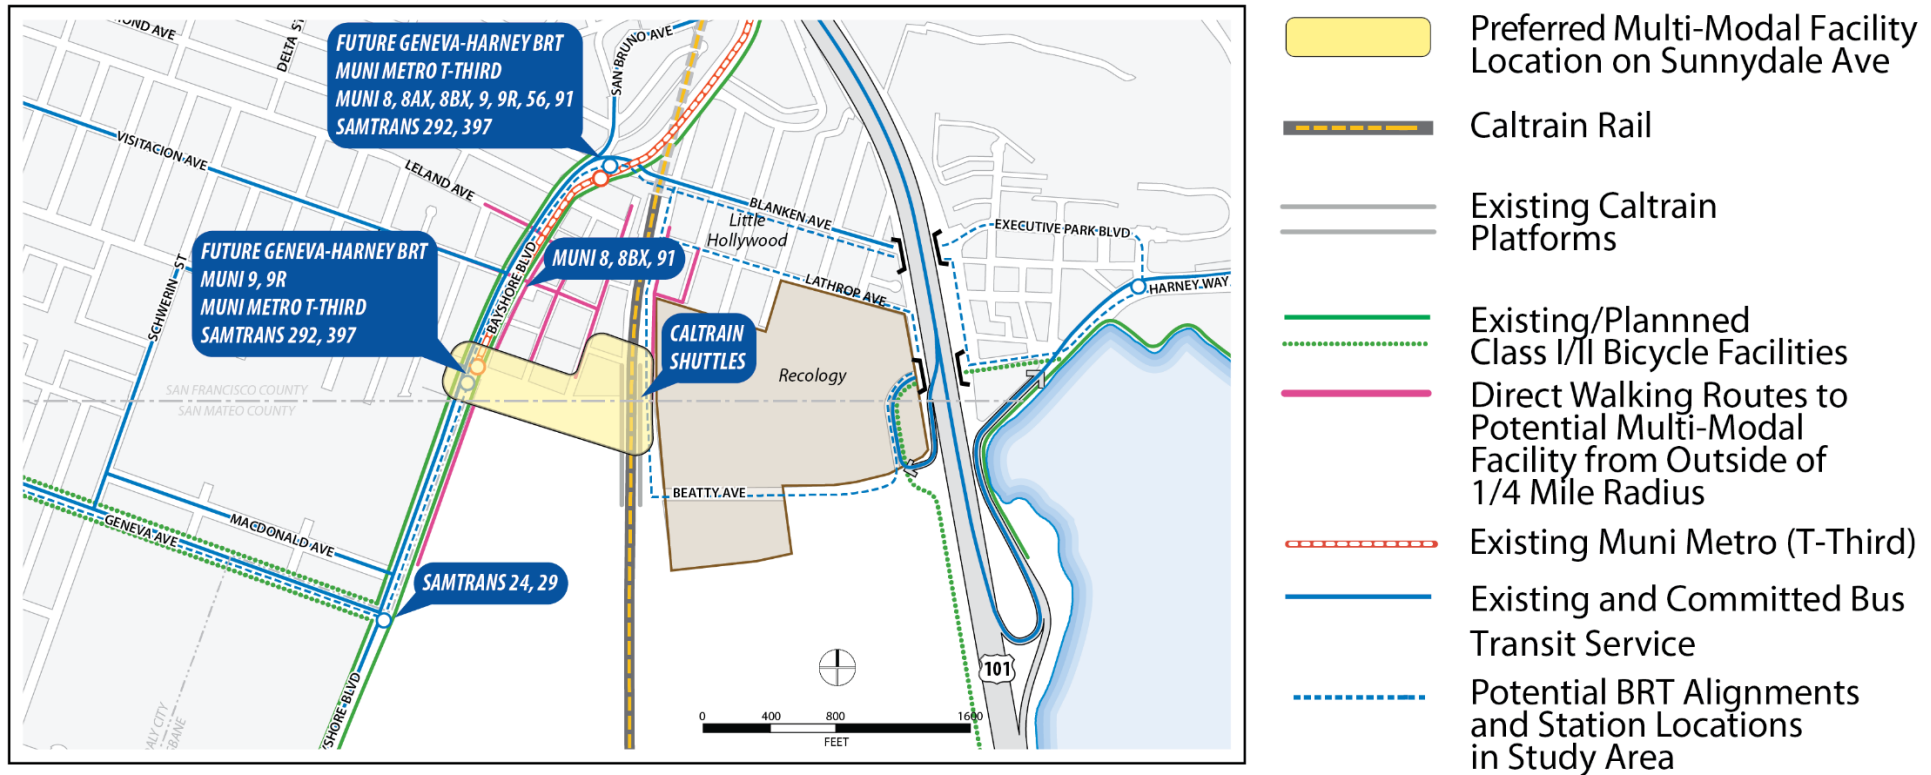 OND AVE
DELTA ST
FUTURE GENEVA-HARNEY BRT
MUNI METRO T-THIRD
MUNI 8, 8AX, 8BX, 9, 9R, 56, 91
SAMTRANS 292, 397
SAN BRUNO AVE
VISITACION AVE
LELAND AVE
BLANKEN AVE
Little
Hollywood
EXECUTIVE PARK BLVD
HARNEY WAY
LATHROP AVE
FUTURE GENEVA-HARNEY BRT
MUNI 9, 9R
MUNI METRO T-THIRD
SAMTRANS 292, 397
SCHWERIN ST
BAYSHORE BLVD
MUNI 8, 8BX, 91
CALTRAIN
SHUTTLES
Recology
SAN FRANCISCO COUNTY
SAN MATEO COUNTY
BEATTY AVE
GENEVA AVE
MACDONALD AVE
SAMTRANS 24, 29
YSHORE BLVD
ALY CITY
SBANE
101
0 400 800 1600
FEET
Preferred Multi-Modal Facility
Location on Sunnydale Ave
Caltrain Rail
Existing Caltrain
Platforms
Existing/Plannned
Class I/II Bicycle Facilities
Direct Walking Routes to
Potential Multi-Modal
Facility from Outside of
1/4 Mile Radius
Existing Muni Metro (T-Third)
Existing and Committed Bus
Transit Service
Potential BRT Alignments
and Station Locations
in Study Area